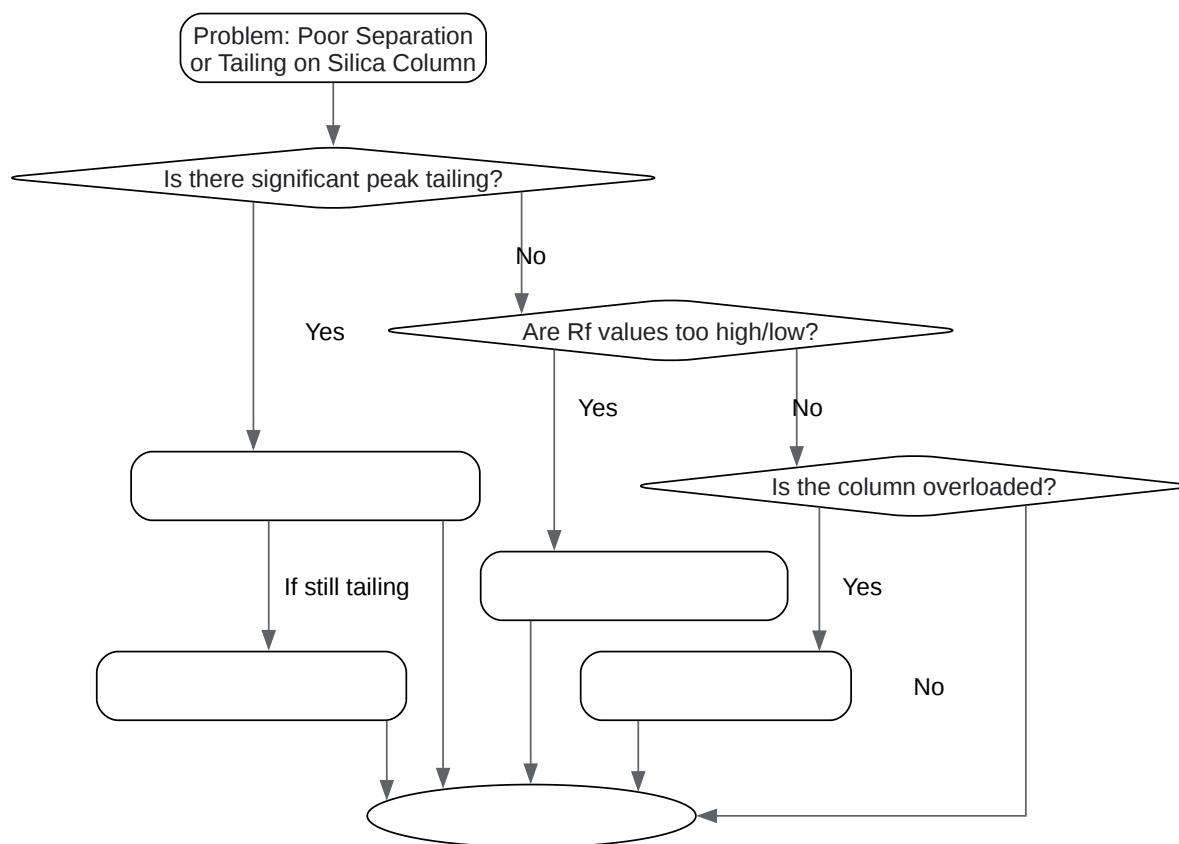 Problem: Poor Separation
or Tailing on Silica Column
Is there significant peak tailing?
No
Yes
Are Rf values too high/low?
Yes
No
Is the column overloaded?
If still tailing
Yes
No